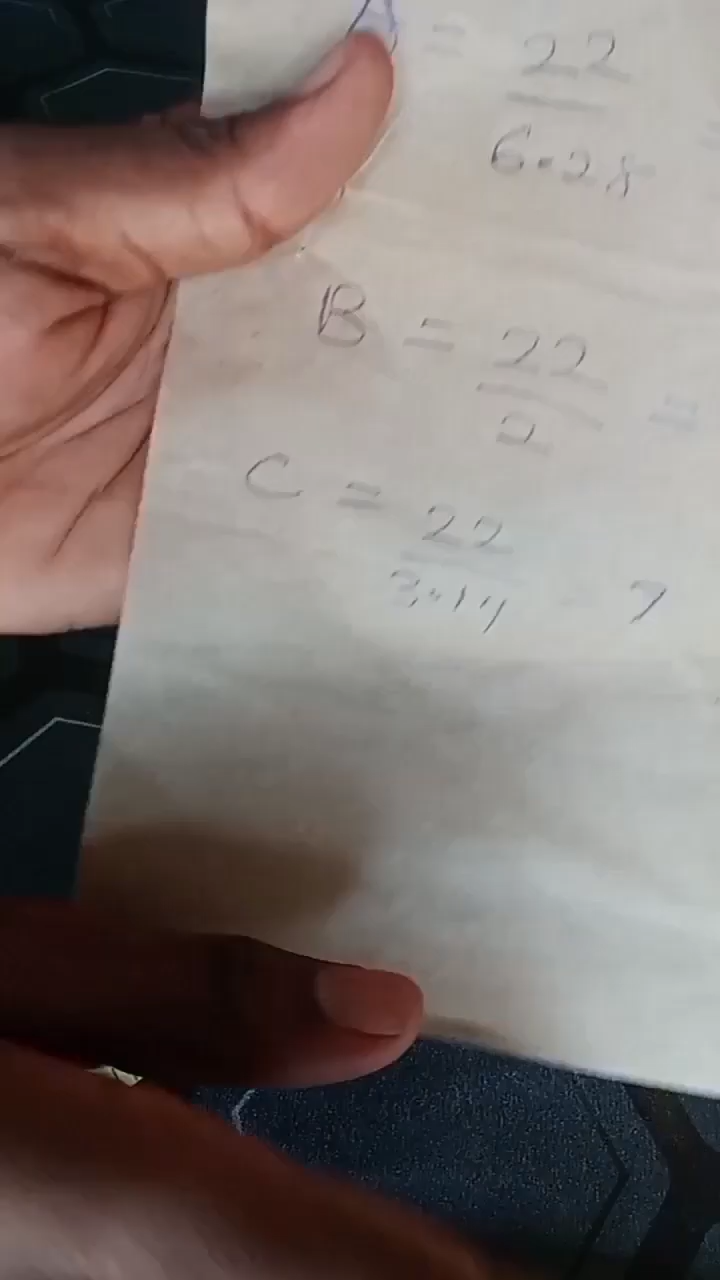 A = 22/6.28 =
B = 22/2 =
C = 22/3.14 = 7